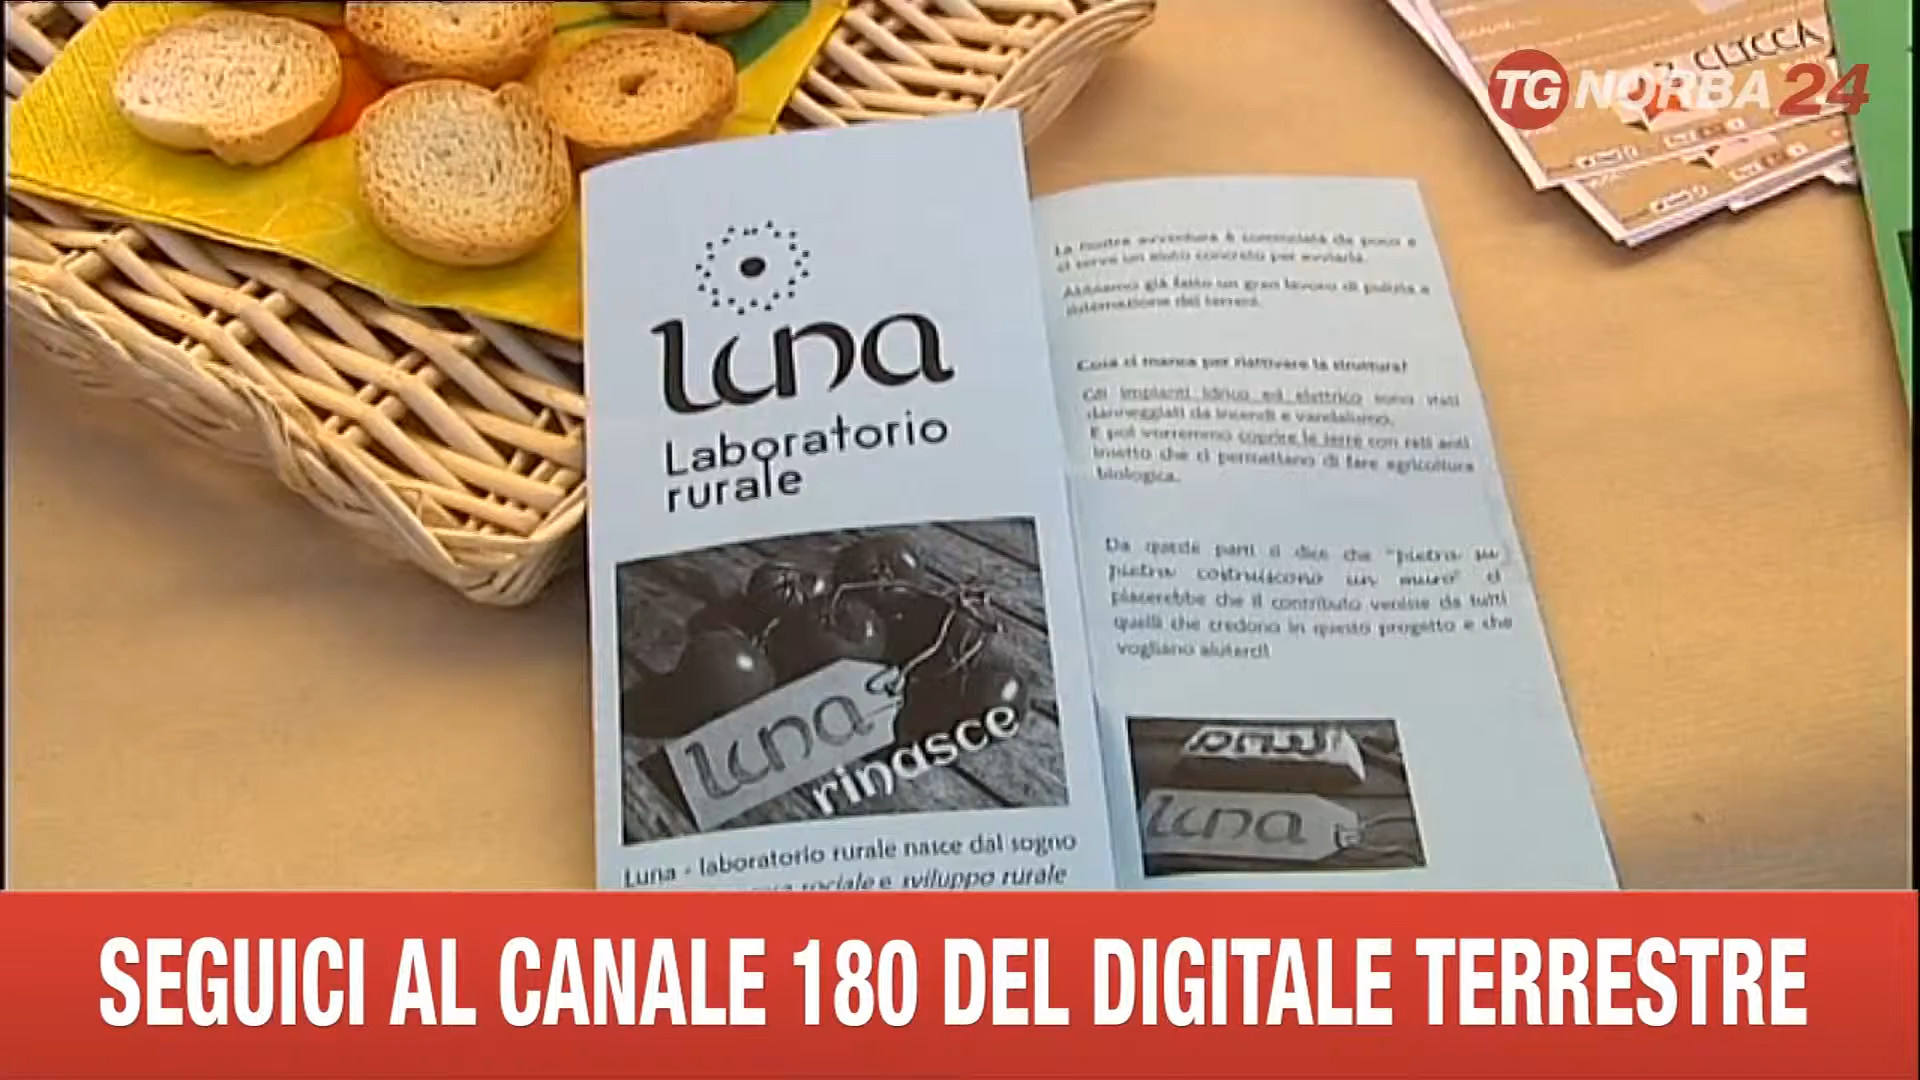 TG NORBA 24
CLICCA
luna
Laboratorio
rurale
luna
rinasce
Luna - laboratorio rurale nasce dal sogno
sociale e sviluppo rurale
La nostra avventura è cominciata da poco e
ci serve un aiuto concreto per avviarla.
Abbiamo già fatto un gran lavoro di pulizia e
sistemazione dei terreni.
Cosa ci manca per riattivare la struttura?
Gli impianti idrico ed elettrico sono stati
danneggiati da incendi e vandalismo.
E poi vorremmo coprire le serre con reti anti
insetto che ci permettano di fare agricoltura
biologica.
Da queste parti si dice che "pietra su
pietra costruiscono un muro" ci
piacerebbe che il contributo venisse da tutti
quelli che credono in questo progetto e che
vogliano aiutarci!
luna
SEGUICI AL CANALE 180 DEL DIGITALE TERRESTRE